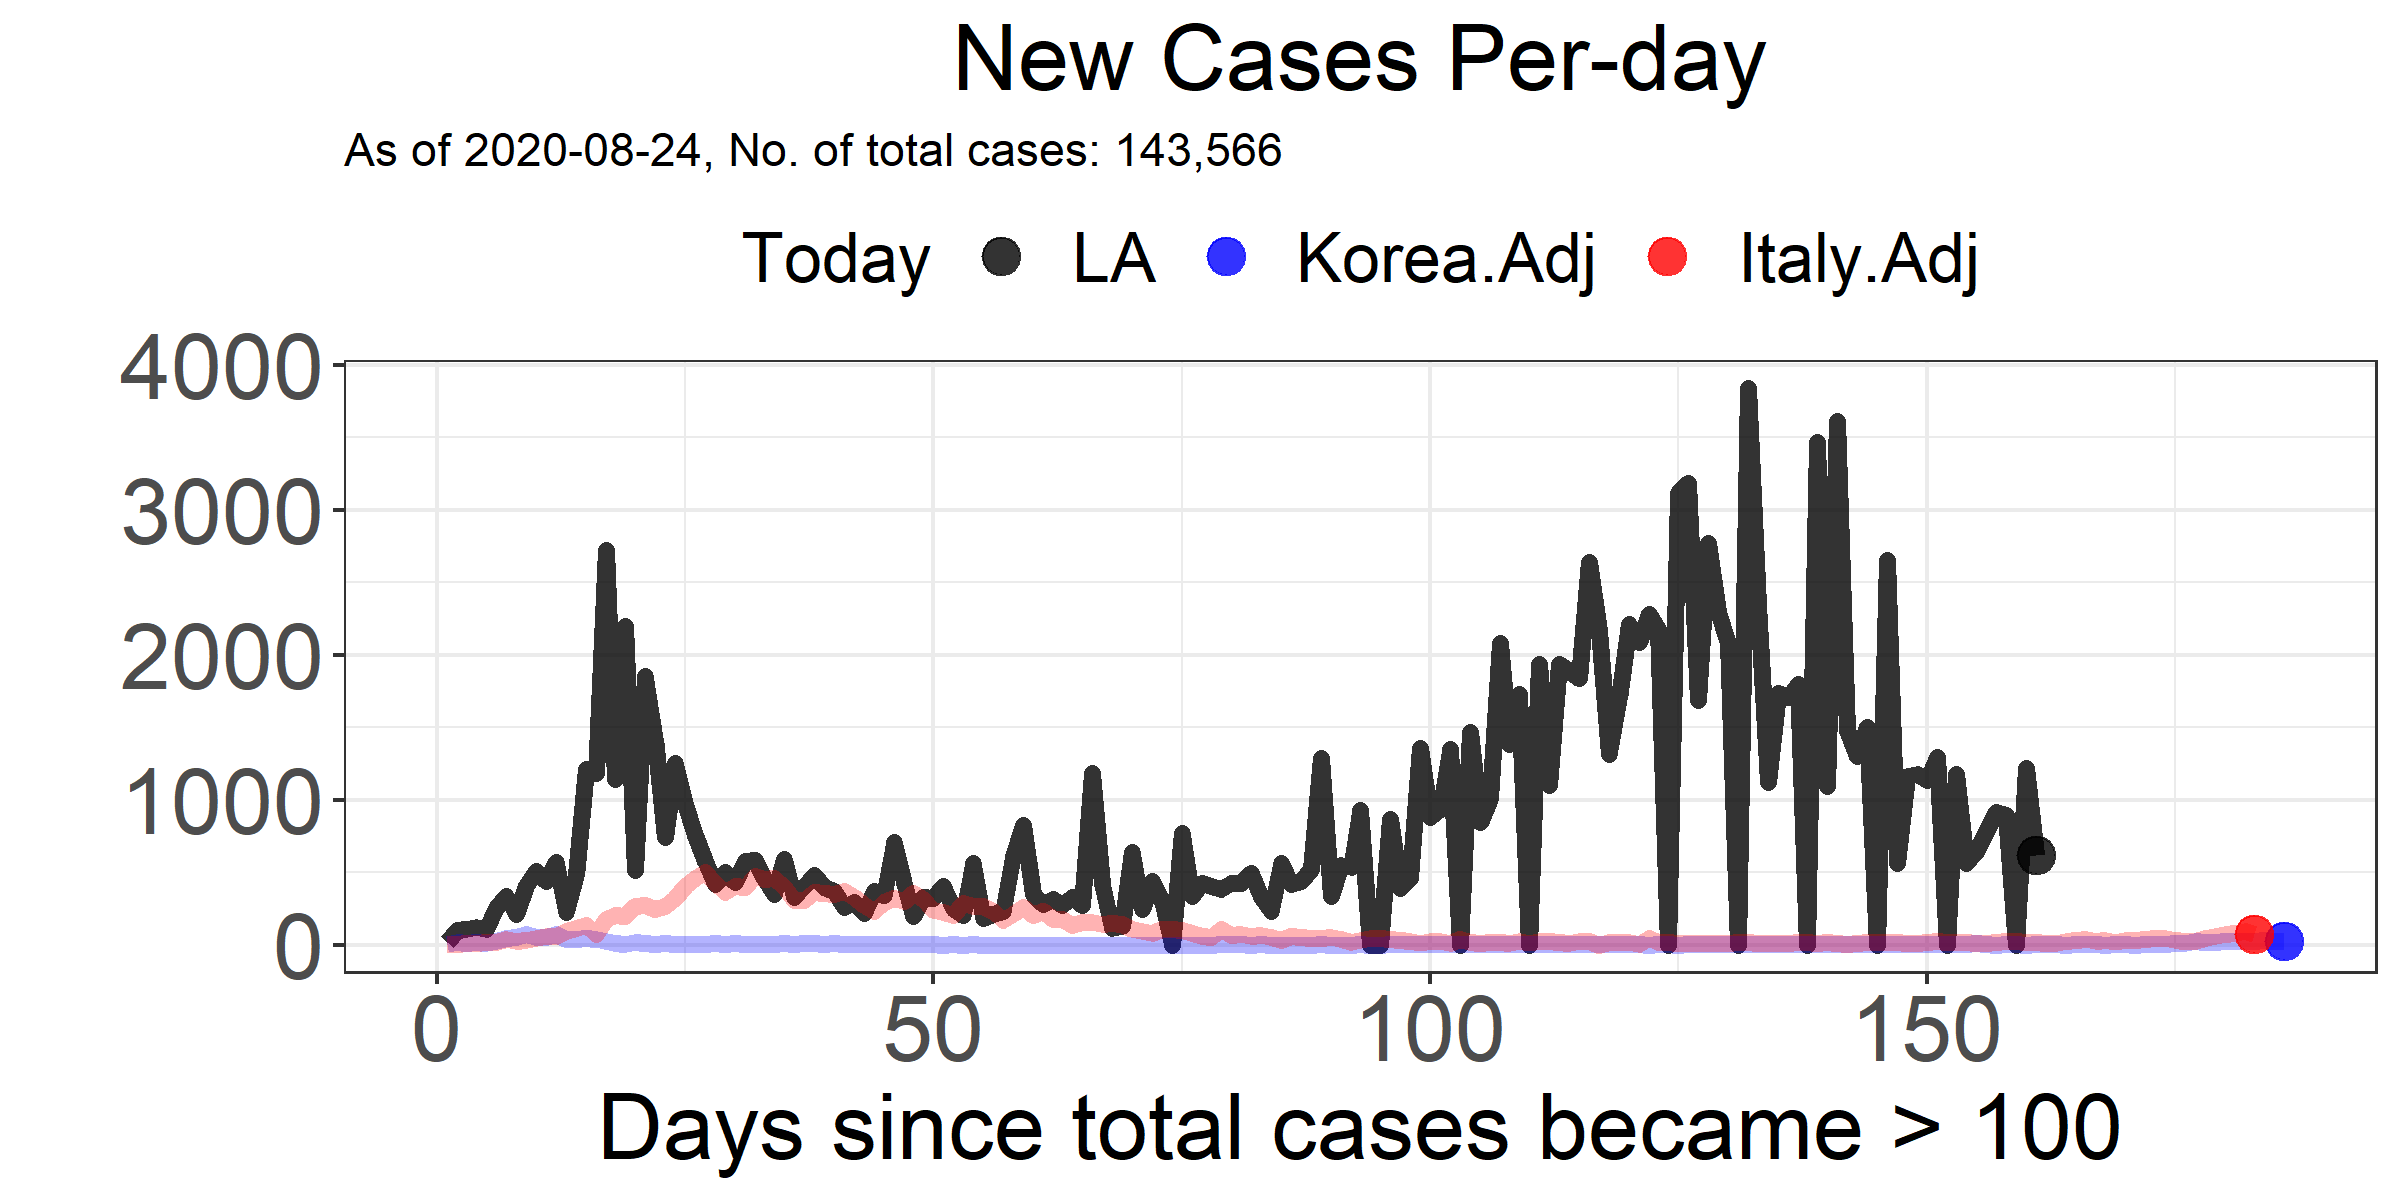 New Cases Per-day
As of 2020-08-24, No. of total cases: 143,566
Today LA Korea.Adj Italy.Adj
4000
3000
2000
1000
0
0 50 100 150
Days since total cases became > 100